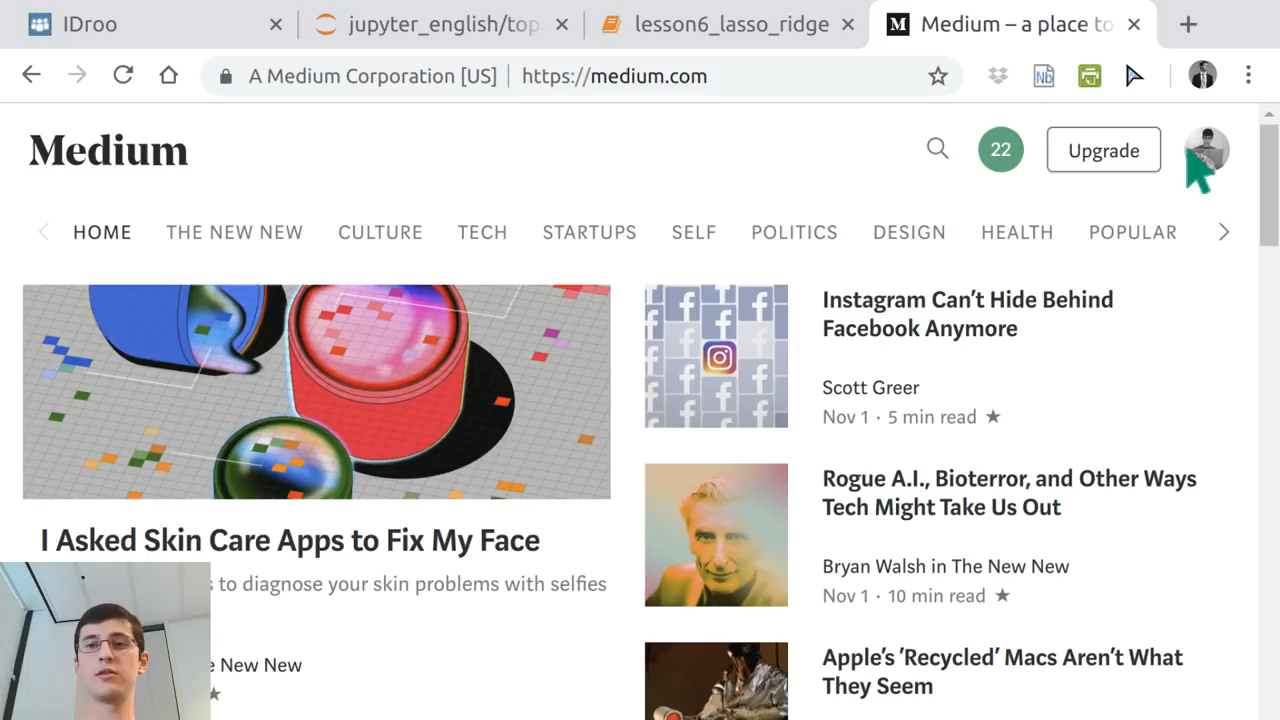 IDroo
jupyter_english/top
lesson6_lasso_ridge
M
Medium – a place to
A Medium Corporation [US]
https://medium.com
Nb
Medium
22
Upgrade
HOME
THE NEW NEW
CULTURE
TECH
STARTUPS
SELF
POLITICS
DESIGN
HEALTH
POPULAR
Instagram Can't Hide Behind
Facebook Anymore
Scott Greer
Nov 1 · 5 min read ★
Rogue A.I., Bioterror, and Other Ways
Tech Might Take Us Out
Bryan Walsh in The New New
Nov 1 · 10 min read ★
Apple's 'Recycled' Macs Aren't What
They Seem
I Asked Skin Care Apps to Fix My Face
s to diagnose your skin problems with selfies
e New New
★